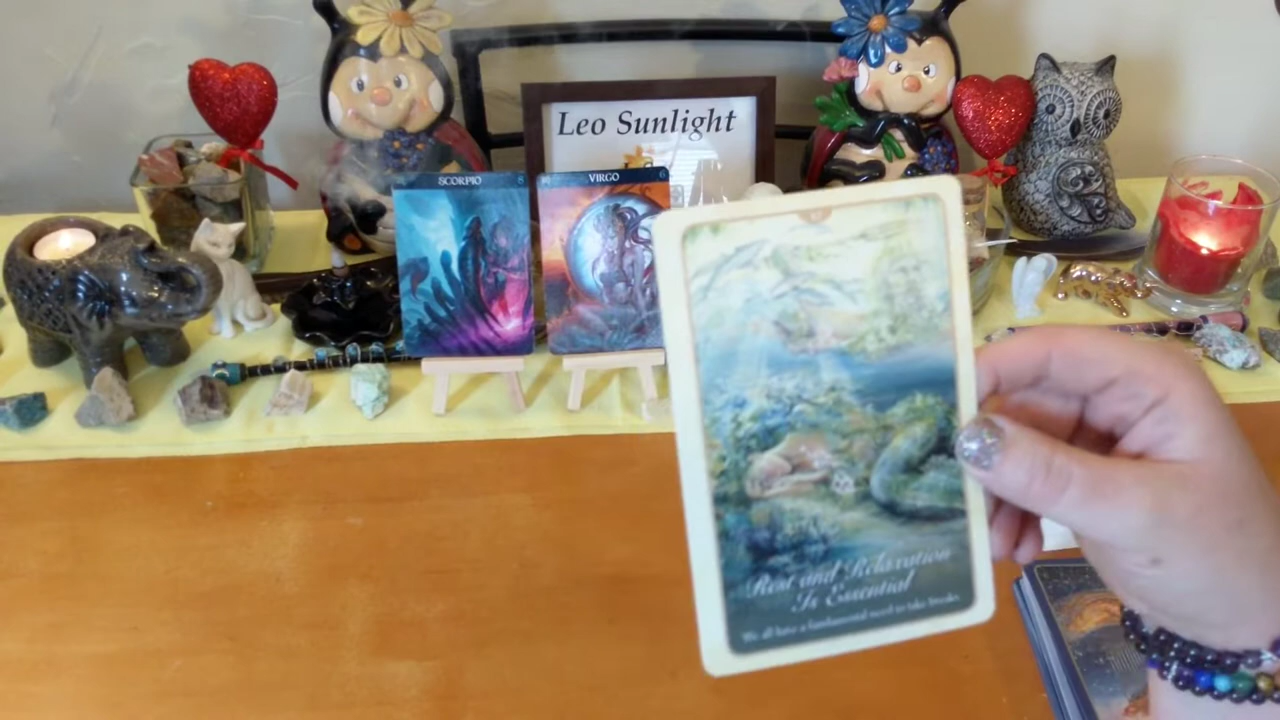 Leo Sunlight
SCORPIO 8
VIRGO 6
Rest and Relaxation
Is Essential
We all have a fundamental need to take breaks.